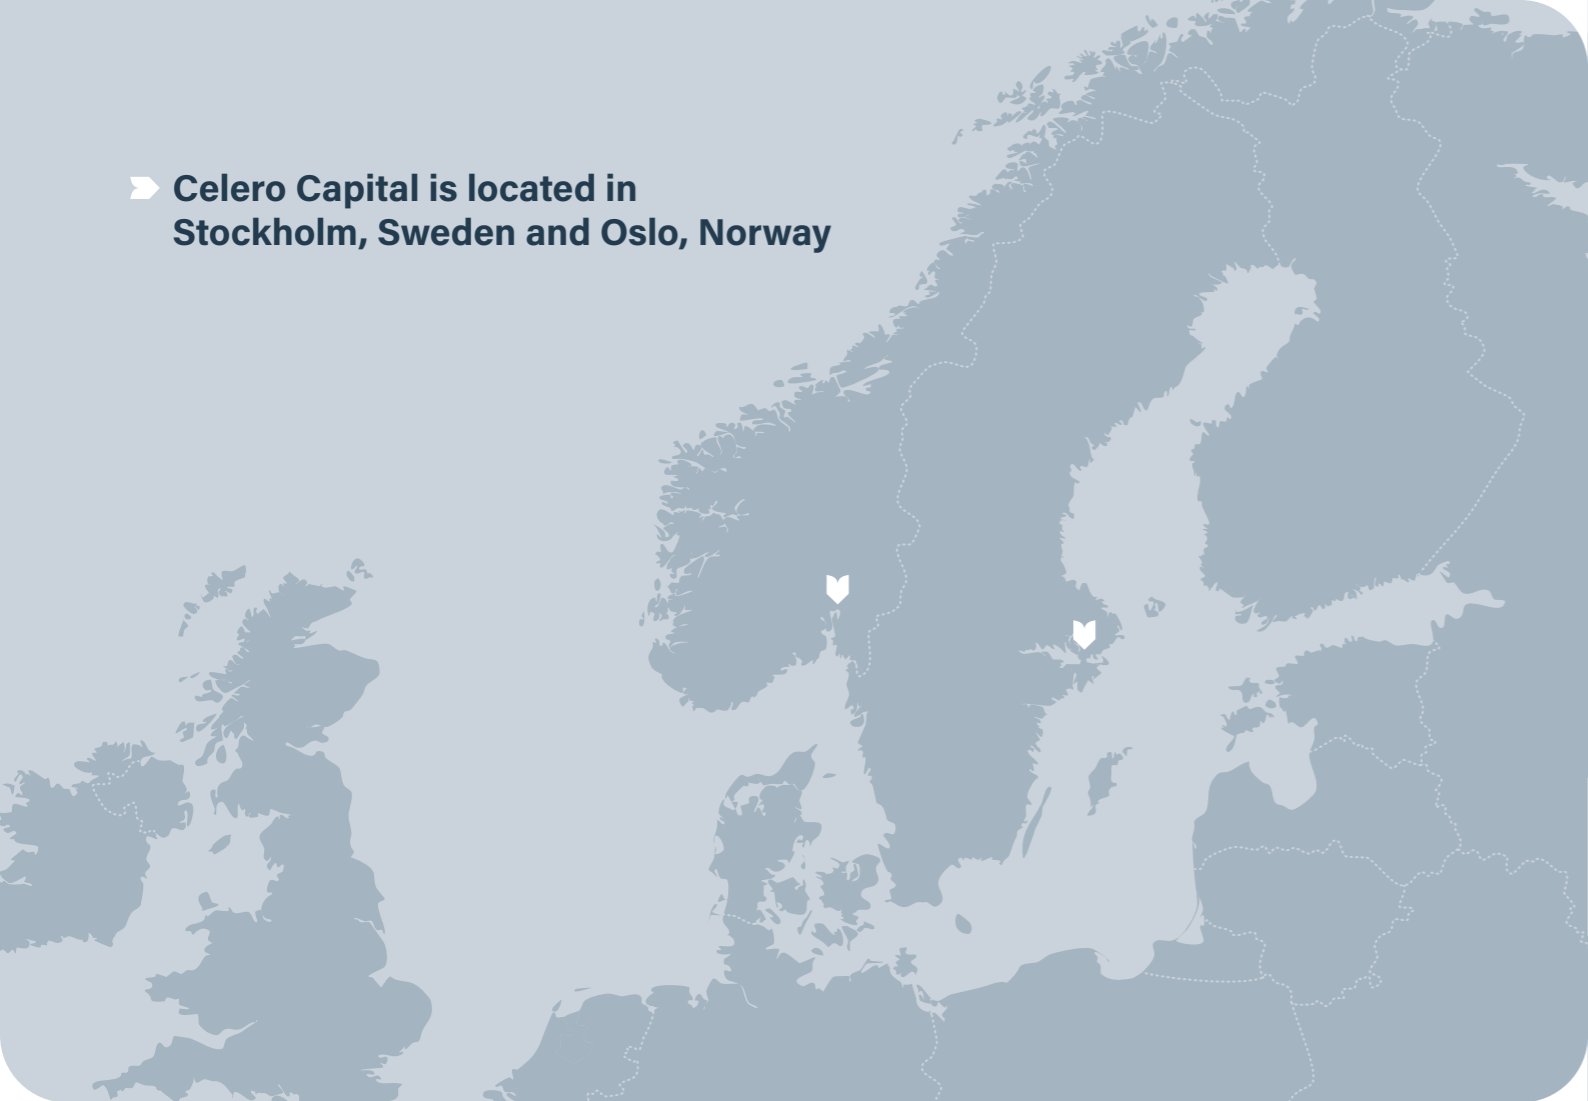 Celero Capital is located in
Stockholm, Sweden and Oslo, Norway